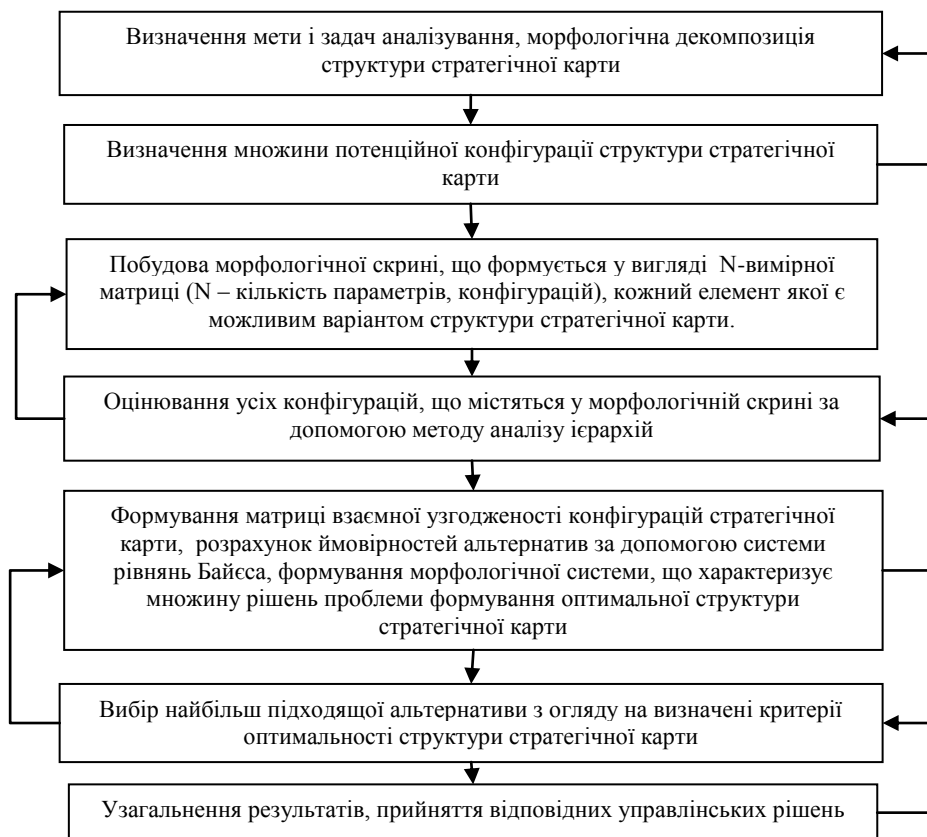 Визначення мети і задач аналізування, морфологічна декомпозиція
структури стратегічної карти
Визначення множини потенційної конфігурації структури стратегічної
карти
Побудова морфологічної скрині, що формується у вигляді N-вимірної
матриці (N – кількість параметрів, конфігурацій), кожний елемент якої є
можливим варіантом структури стратегічної карти.
Оцінювання усіх конфігурацій, що містяться у морфологічній скрині за
допомогою методу аналізу ієрархій
Формування матриці взаємної узгодженості конфігурацій стратегічної
карти, розрахунок ймовірностей альтернатив за допомогою системи
рівнянь Байєса, формування морфологічної системи, що характеризує
множину рішень проблеми формування оптимальної структури
стратегічної карти
Вибір найбільш підходящої альтернативи з огляду на визначені критерії
оптимальності структури стратегічної карти
Узагальнення результатів, прийняття відповідних управлінських рішень